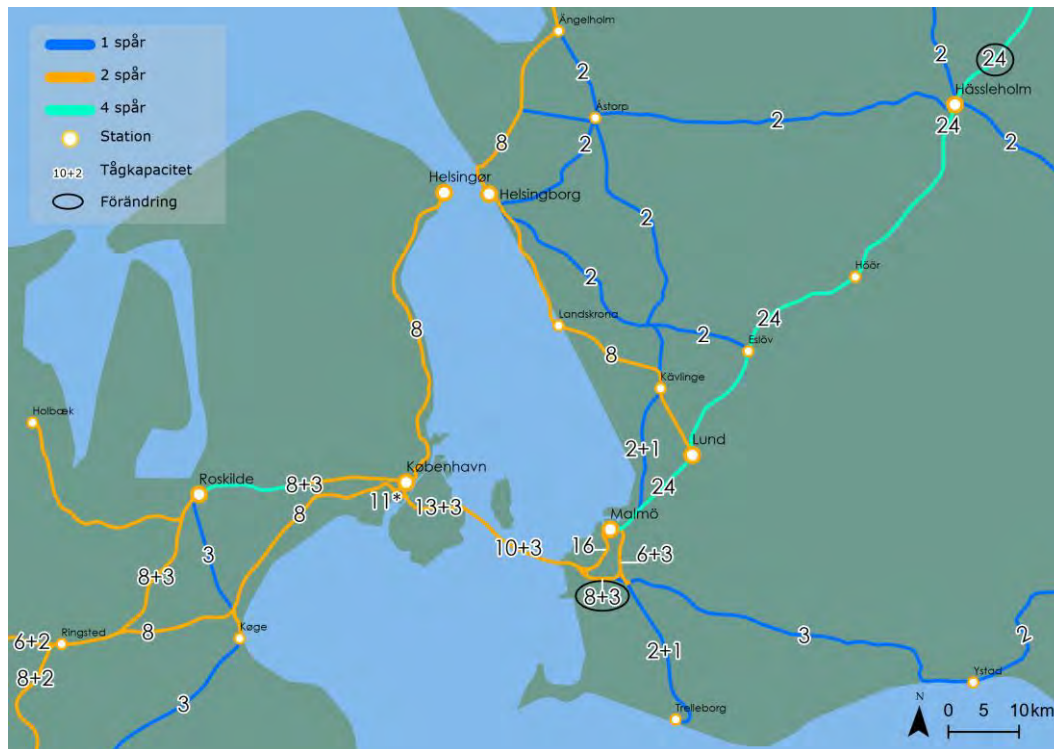 1 spår
2 spår
4 spår
Station
10+2 Tågkapacitet
Förändring
Ängelholm
2
2
24
Hässleholm
Åstorp
2
24
2
8
2
Helsingør
Helsingborg
2
2
Höör
8
Landskrona
24
2
Eslöv
8
Kävlinge
Holbæk
2+1
Lund
København
Roskilde
8+3
24
11*
13+3
Malmö
8
10+3
16
6+3
3
8+3
8+3
Køge
8
3
Ringsted
6+2
2
2+1
8+2
Ystad
3
Trelleborg
N
0 5 10 km